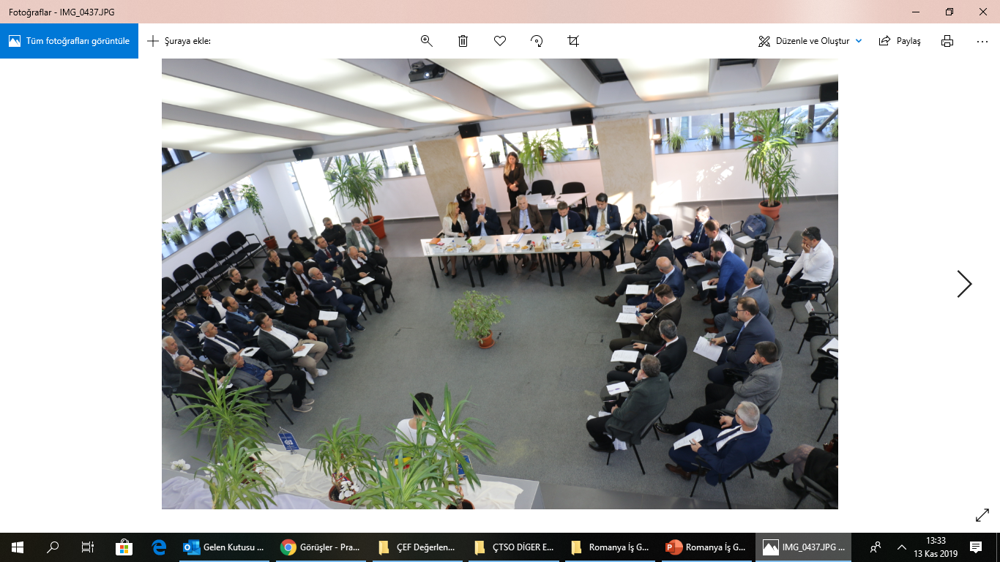 Fotoğraflar - IMG_0437.JPG
Tüm fotoğrafları görüntüle
Şuraya ekle:
Düzenle ve Oluştur
Paylaş
Gelen Kutusu ...
Görüşler - Pra...
ÇEF Değerlen...
ÇTSO DİGER E...
Romanya İş G...
Romanya İş G...
IMG_0437.JPG ...
13:33
13 Kas 2019